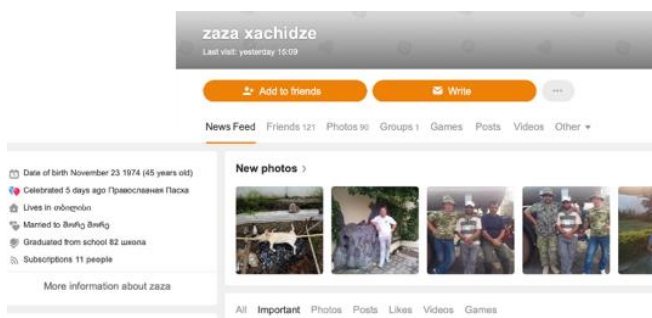 zaza xachidze
Last visit: yesterday 15:09
Add to friends
Write
News Feed Friends 121 Photos 90 Groups 1 Games Posts Videos Other
Date of birth November 23 1974 (45 years old)
Celebrated 5 days ago Православная Пасха
Lives in თბილისი
Married to მორე მორე
Graduated from school 82 школа
Subscriptions 11 people
More information about zaza
New photos
All Important Photos Posts Likes Videos Games